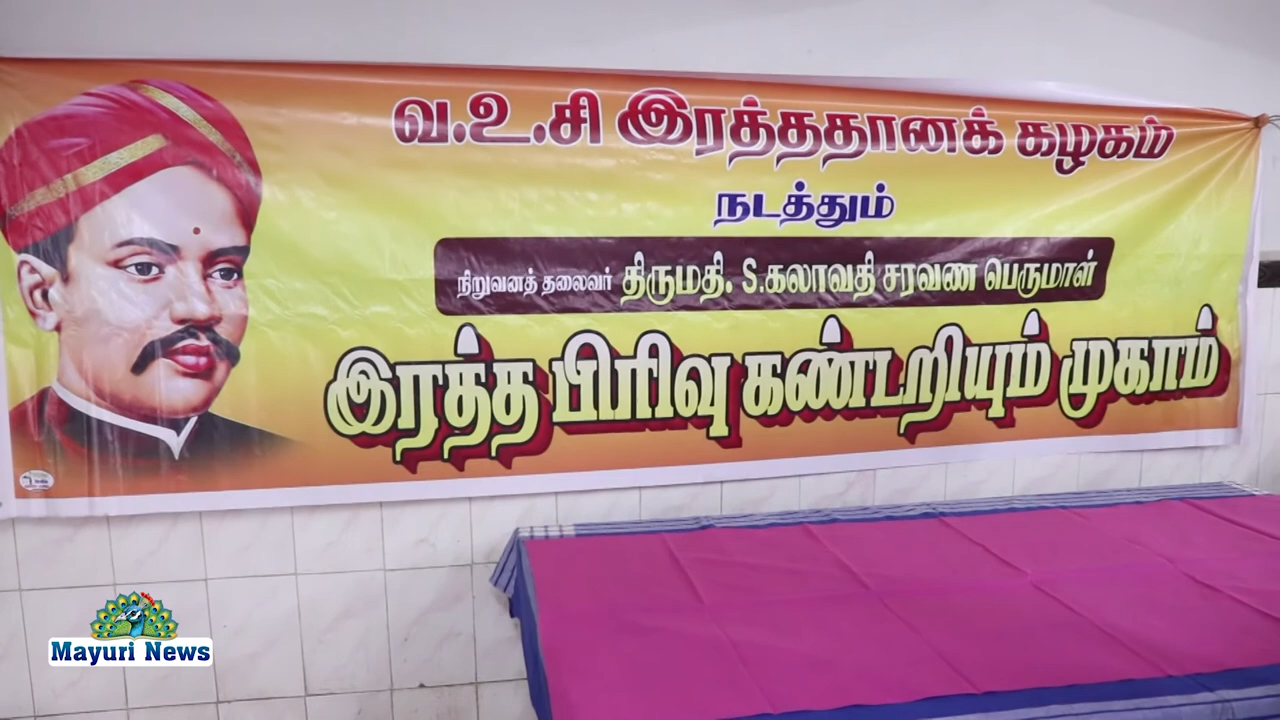 வ.உ.சி இரத்ததானக் கழகம்
நடத்தும்
நிறுவனத் தலைவர் திருமதி. S.கலாவதி சரவண பெருமாள்
இரத்த பிரிவு கண்டறியும் முகாம்
Mayuri News